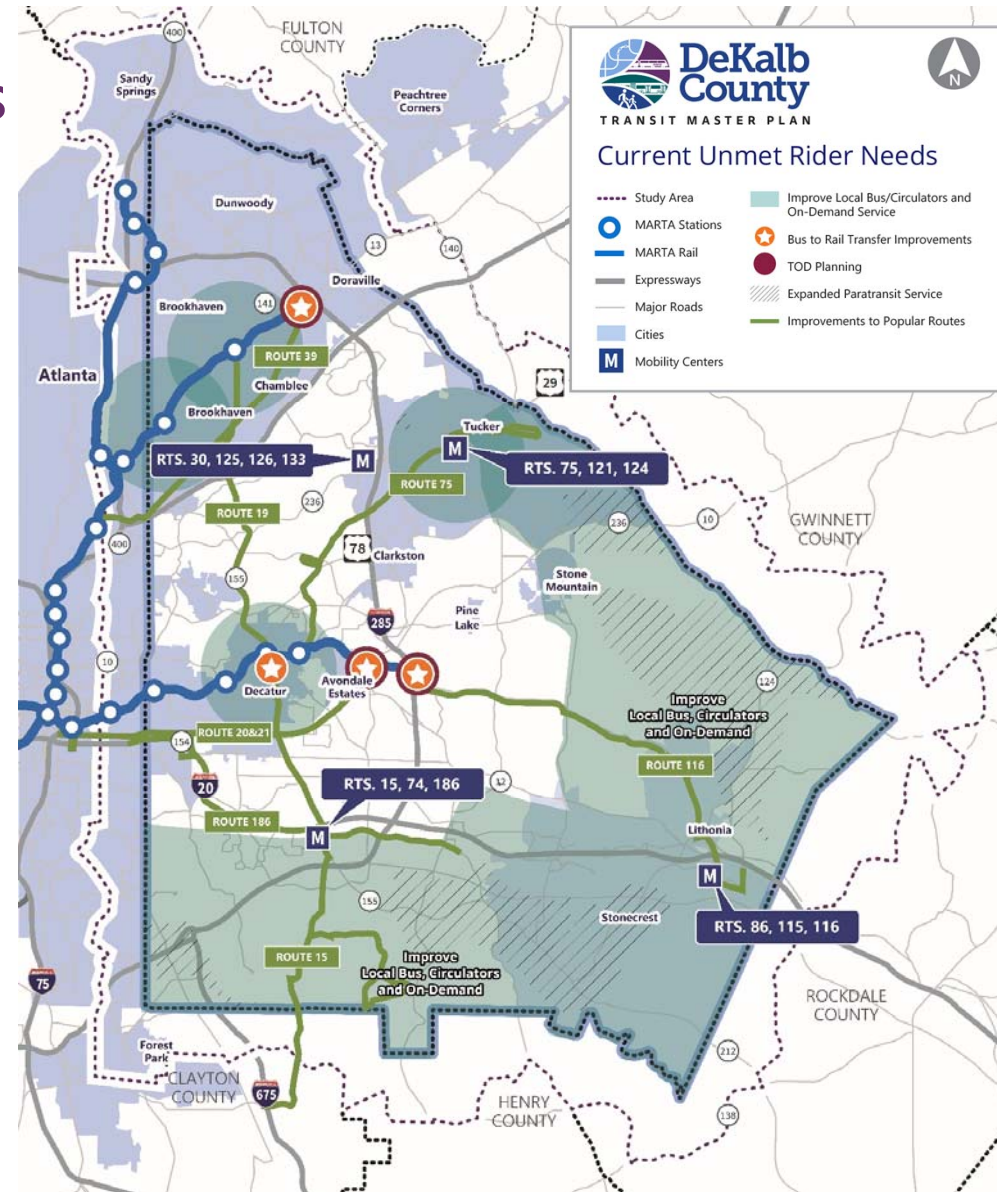 S
FULTON
COUNTY
400
Sandy
Springs
Peachtree
Corners
DeKalb
County
TRANSIT MASTER PLAN
N
Current Unmet Rider Needs
Study Area
MARTA Stations
MARTA Rail
Expressways
Major Roads
Cities
M
Mobility Centers
Improve Local Bus/Circulators and
On-Demand Service
Bus to Rail Transfer Improvements
TOD Planning
Expanded Paratransit Service
Improvements to Popular Routes
Dunwoody
13
140
Doraville
Brookhaven
141
ROUTE 39
Atlanta
Chamblee
29
Brookhaven
Tucker
RTS. 30, 125, 126, 133
M
M
RTS. 75, 121, 124
ROUTE 75
236
ROUTE 19
236
10
GWINNETT
COUNTY
400
78
Clarkston
155
Stone
Mountain
Pine
Lake
285
10
Decatur
Avondale
Estates
124
Improve
Local Bus, Circulators
and On-Demand
154
ROUTE 20&21
ROUTE 116
20
RTS. 15, 74, 186
12
ROUTE 186
M
Lithonia
M
155
Stonecrest
RTS. 86, 115, 116
ROUTE 15
Improve
Local Bus, Circulators
and On-Demand
75
ROCKDALE
COUNTY
Forest
Park
212
CLAYTON
COUNTY
675
HENRY
COUNTY
138